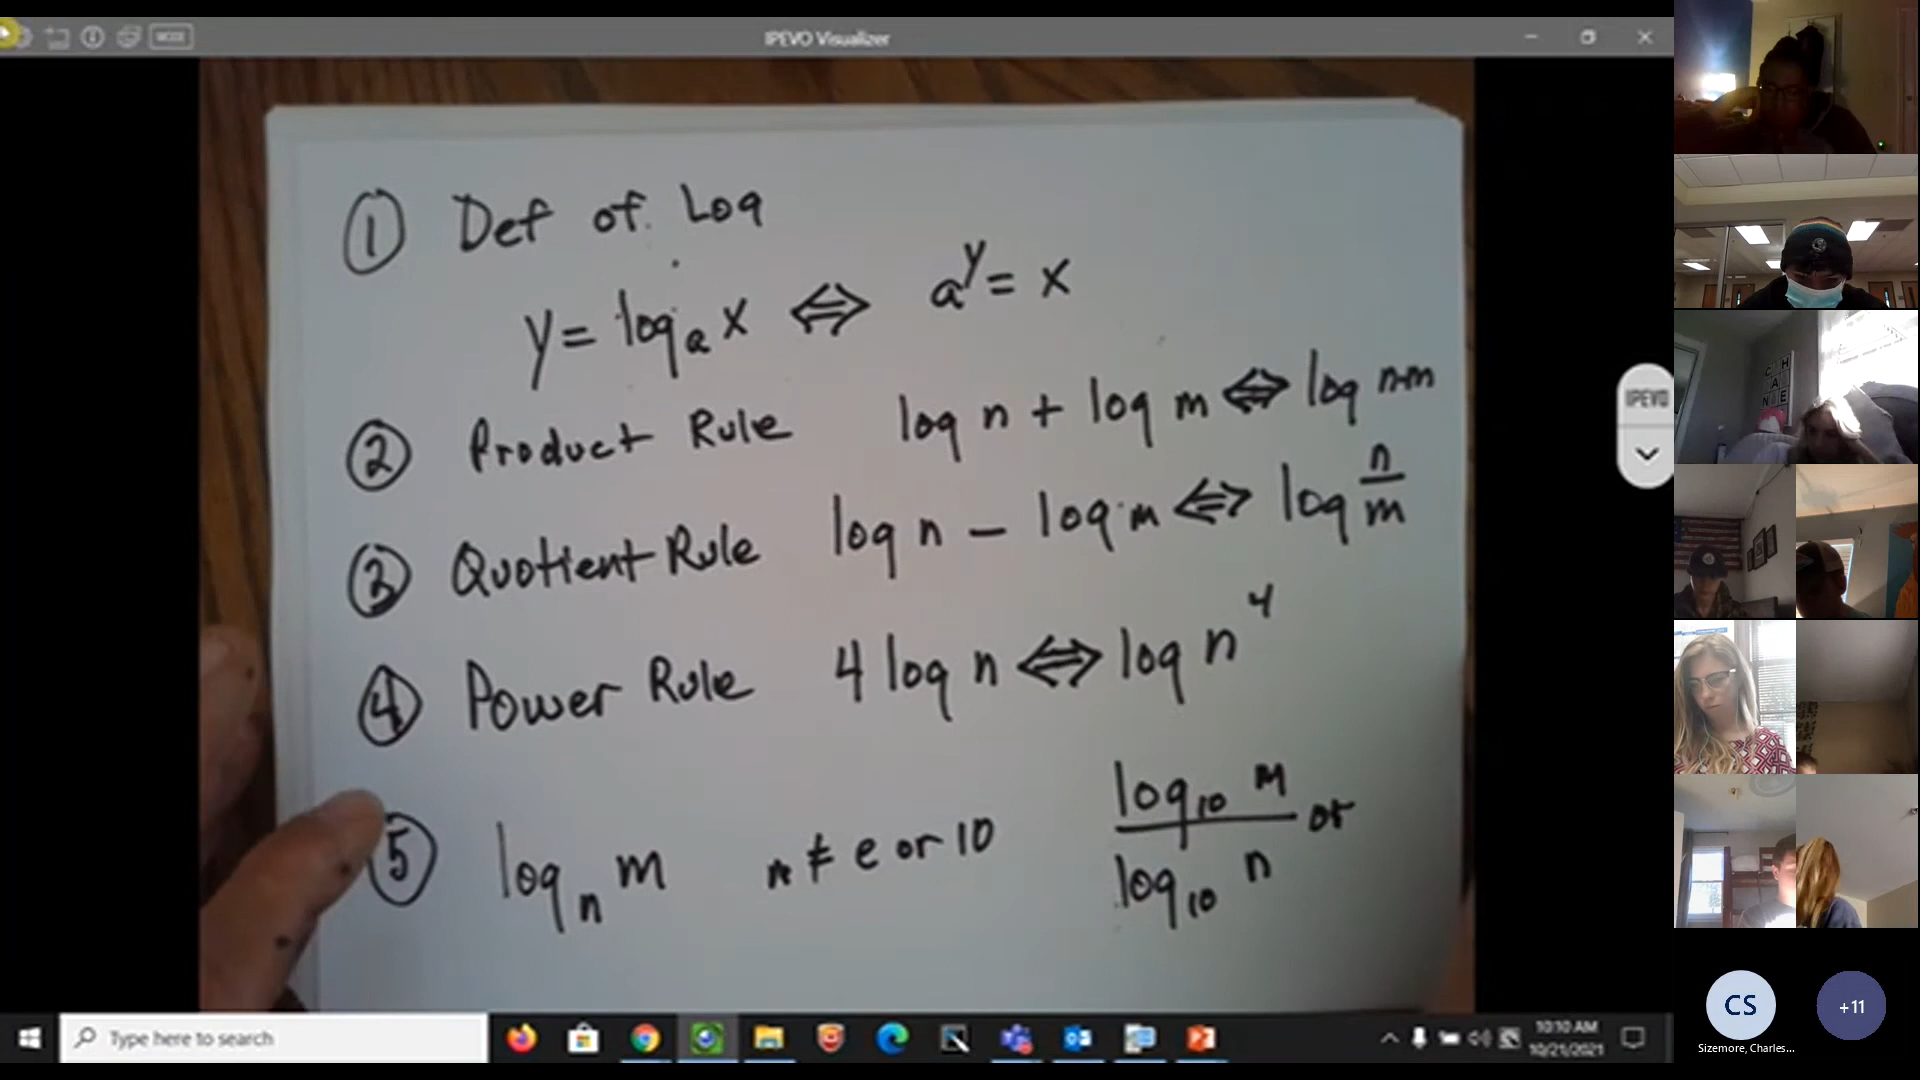 MODE
IPEVO Visualizer
① Def of Log
y = logₐ x ⇔ a^y = x
② Product Rule log n + log m ⇔ log n·m
③ Quotient Rule log n - log m ⇔ log n/m
④ Power Rule 4 log n ⇔ log n⁴
⑤ logₙ m n ≠ e or 10 log₁₀ m / log₁₀ n or
IPEVO
CHANE
Type here to search
10:10 AM
10/21/2021
CS
+11
Sizemore, Charles...